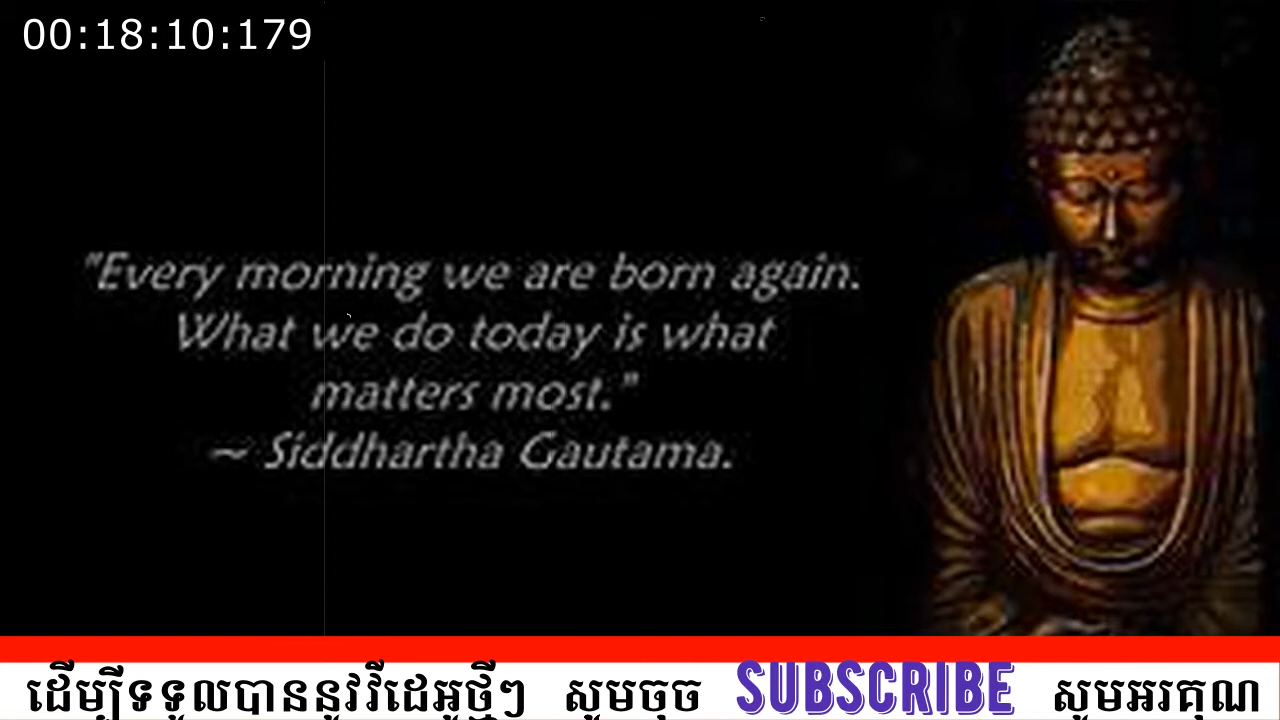 00:18:10:179
"Every morning we are born again.
What we do today is what
matters most."
~ Siddhartha Gautama.
ដើម្បីទទួលបាននូវវីដេអូថ្មីៗ សូមចុច SUBSCRIBE សូមអរគុណ